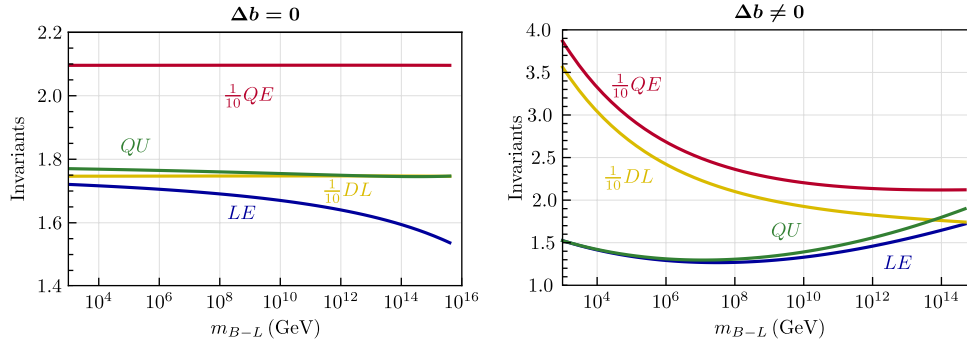 Δb = 0
Invariants
2.2
2.0
1.8
1.6
1.4
1/10 QE
QU
1/10 DL
LE
10^4 10^6 10^8 10^10 10^12 10^14 10^16
m_{B−L} (GeV)
Δb ≠ 0
Invariants
4.0
3.5
3.0
2.5
2.0
1.5
1.0
1/10 QE
1/10 DL
QU
LE
10^4 10^6 10^8 10^10 10^12 10^14
m_{B−L} (GeV)